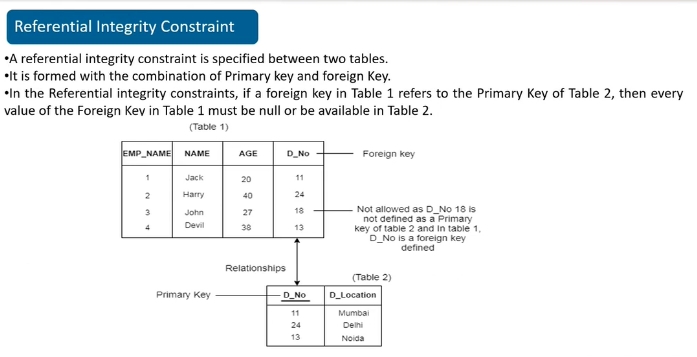 Referential Integrity Constraint
•A referential integrity constraint is specified between two tables.
•It is formed with the combination of Primary key and foreign Key.
•In the Referential integrity constraints, if a foreign key in Table 1 refers to the Primary Key of Table 2, then every
value of the Foreign Key in Table 1 must be null or be available in Table 2.
(Table 1)
EMP_NAME NAME AGE D_No Foreign key
1 Jack 20 11
2 Harry 40 24
3 John 27 18
4 Devil 38 13
Not allowed as D_No 18 is
not defined as a Primary
key of table 2 and In table 1,
D_No is a foreign key
defined
Relationships
(Table 2)
Primary Key D_No D_Location
11 Mumbai
24 Delhi
13 Noida